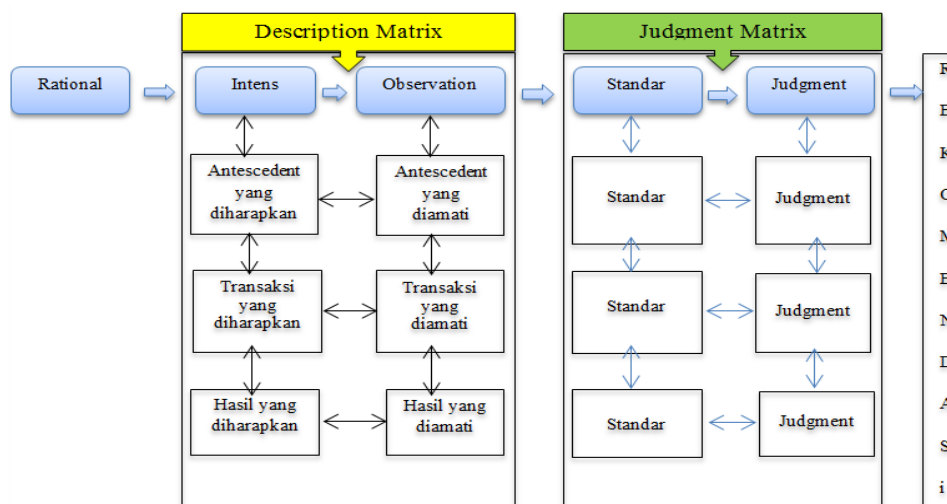 Description Matrix
Judgment Matrix
Rational
Intens
Observation
Standar
Judgment
Antescedent
yang
diharapkan
Antescedent
yang
diamati
Standar
Judgment
Transaksi
yang
diharapkan
Transaksi
yang
diamati
Standar
Judgment
Hasil yang
diharapkan
Hasil yang
diamati
Standar
Judgment
R
E
K
O
M
E
N
D
A
S
i